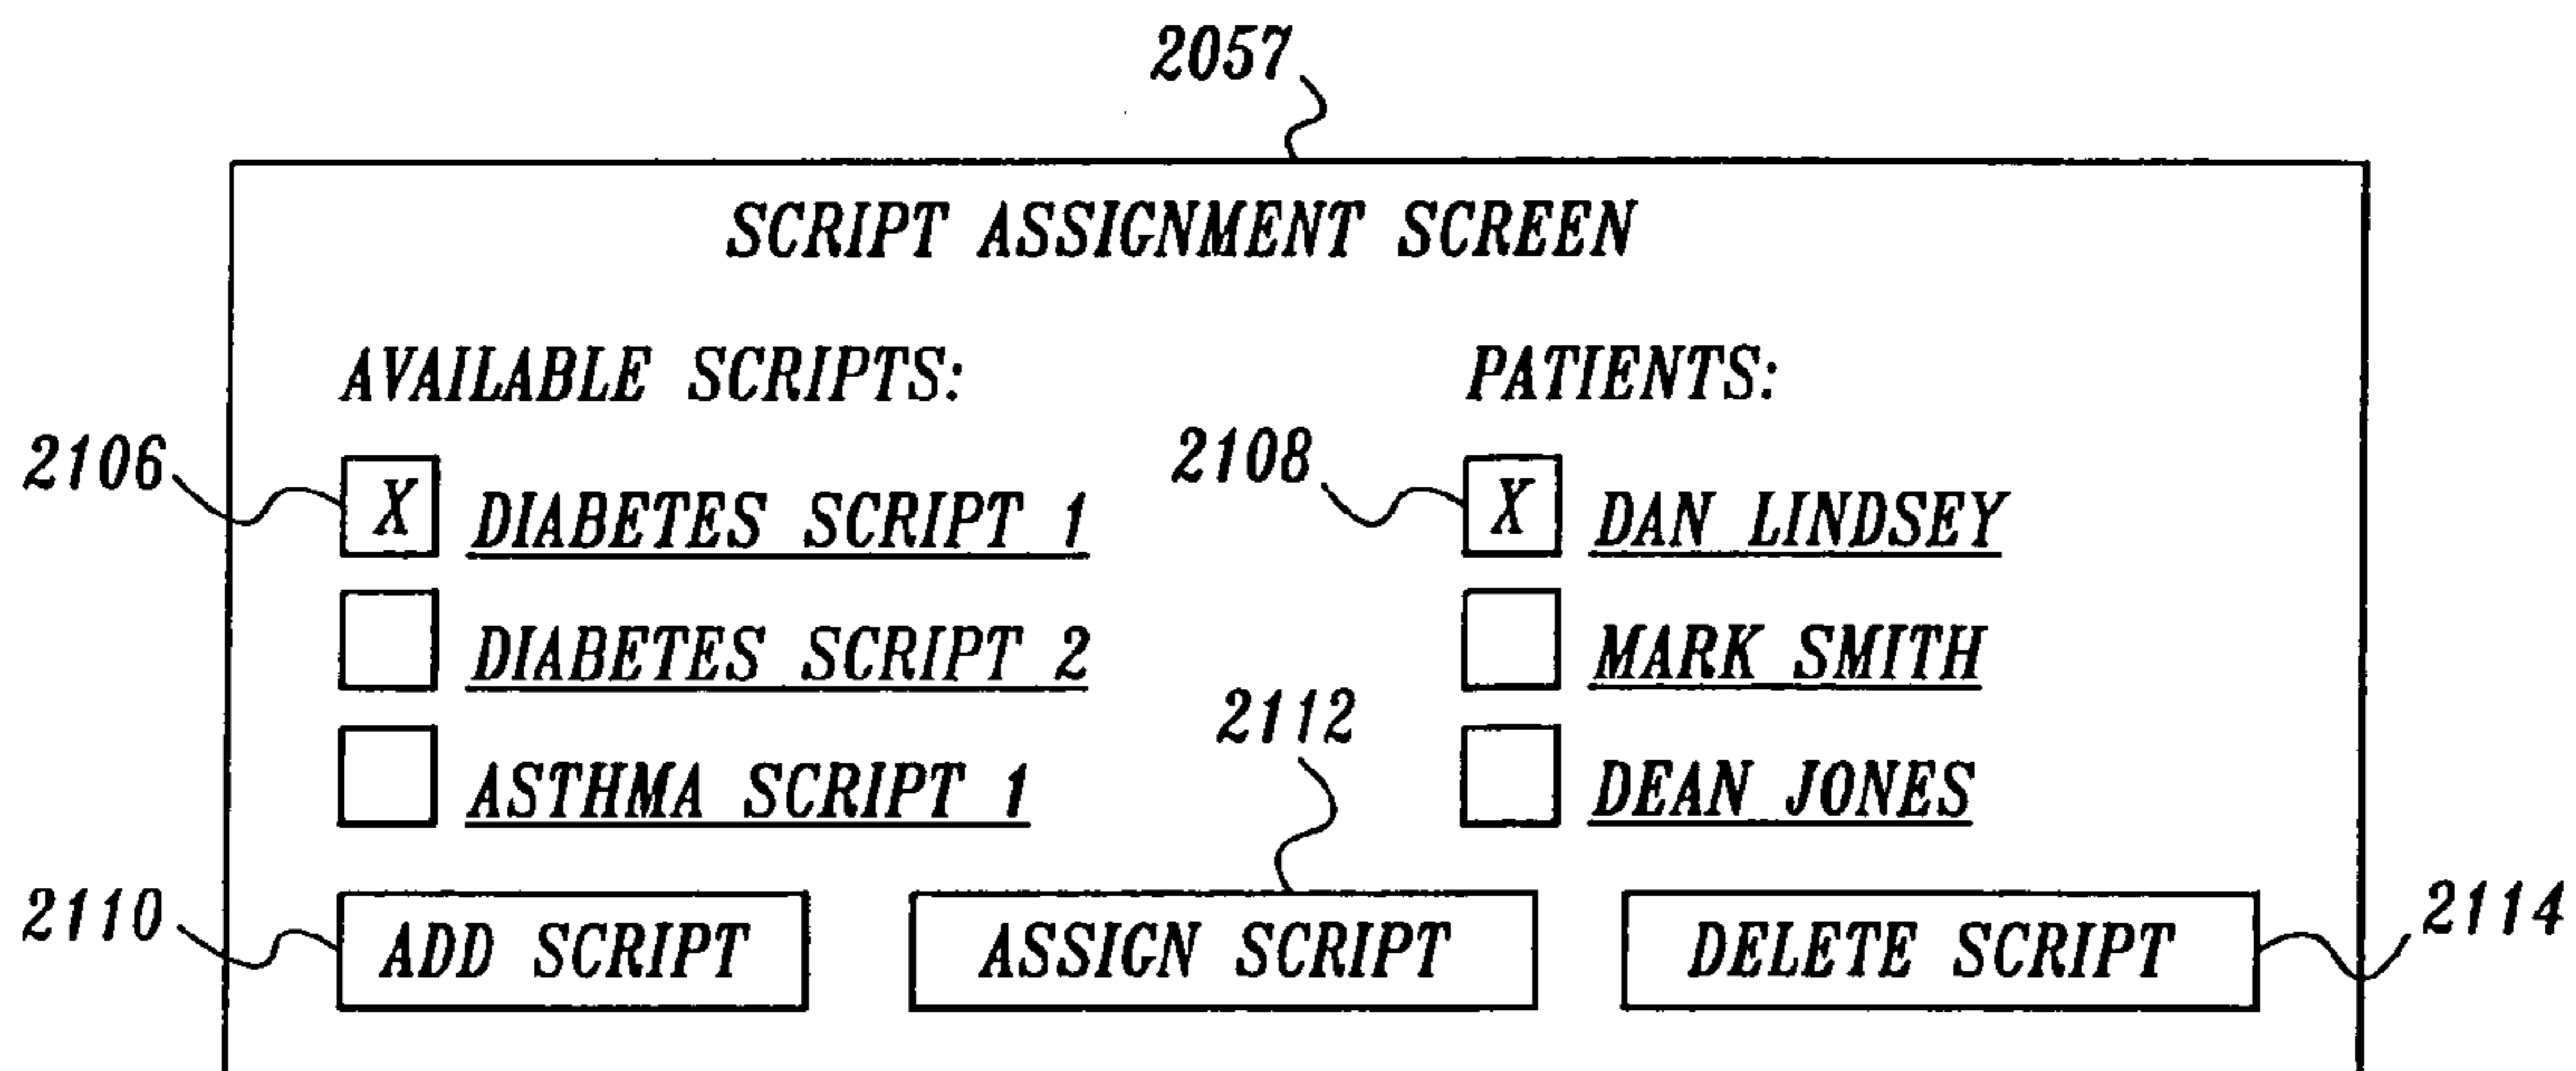 2057
SCRIPT ASSIGNMENT SCREEN
AVAILABLE SCRIPTS: PATIENTS:
2106 X DIABETES SCRIPT 1 2108 X DAN LINDSEY
DIABETES SCRIPT 2 MARK SMITH
2112
ASTHMA SCRIPT 1 DEAN JONES
2110 ADD SCRIPT ASSIGN SCRIPT DELETE SCRIPT 2114